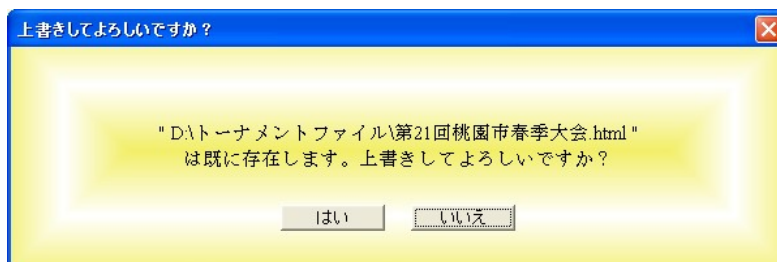 上書きしてよろしいですか？
" D:\トーナメントファイル\第21回桃園市春季大会.html "
は既に存在します。上書きしてよろしいですか？
はい
いいえ